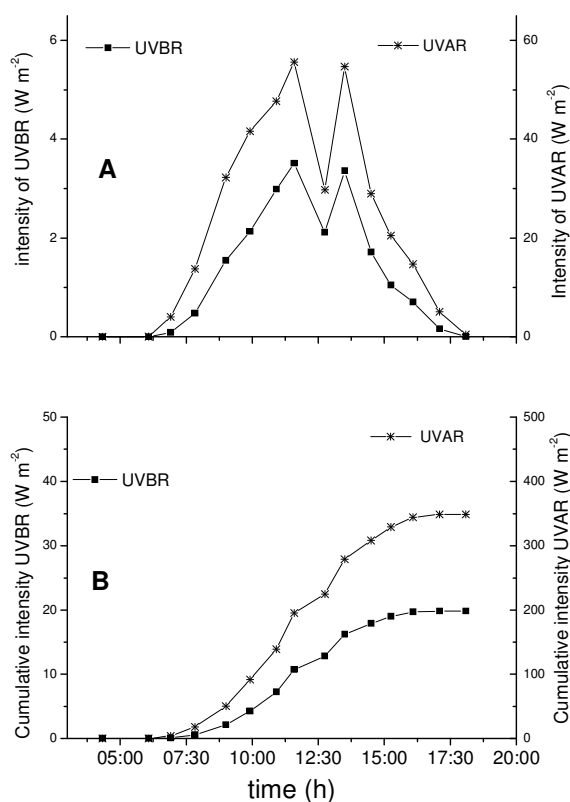 UVBR
UVAR
A
intensity of UVBR (W m-2)
Intensity of UVAR (W m-2)
6
4
2
0
60
40
20
0
UVAR
UVBR
B
Cumulative intensity UVBR (W m-2)
Cumulative intensity UVAR (W m-2)
50
40
30
20
10
0
500
400
300
200
100
0
05:00 07:30 10:00 12:30 15:00 17:30 20:00
time (h)